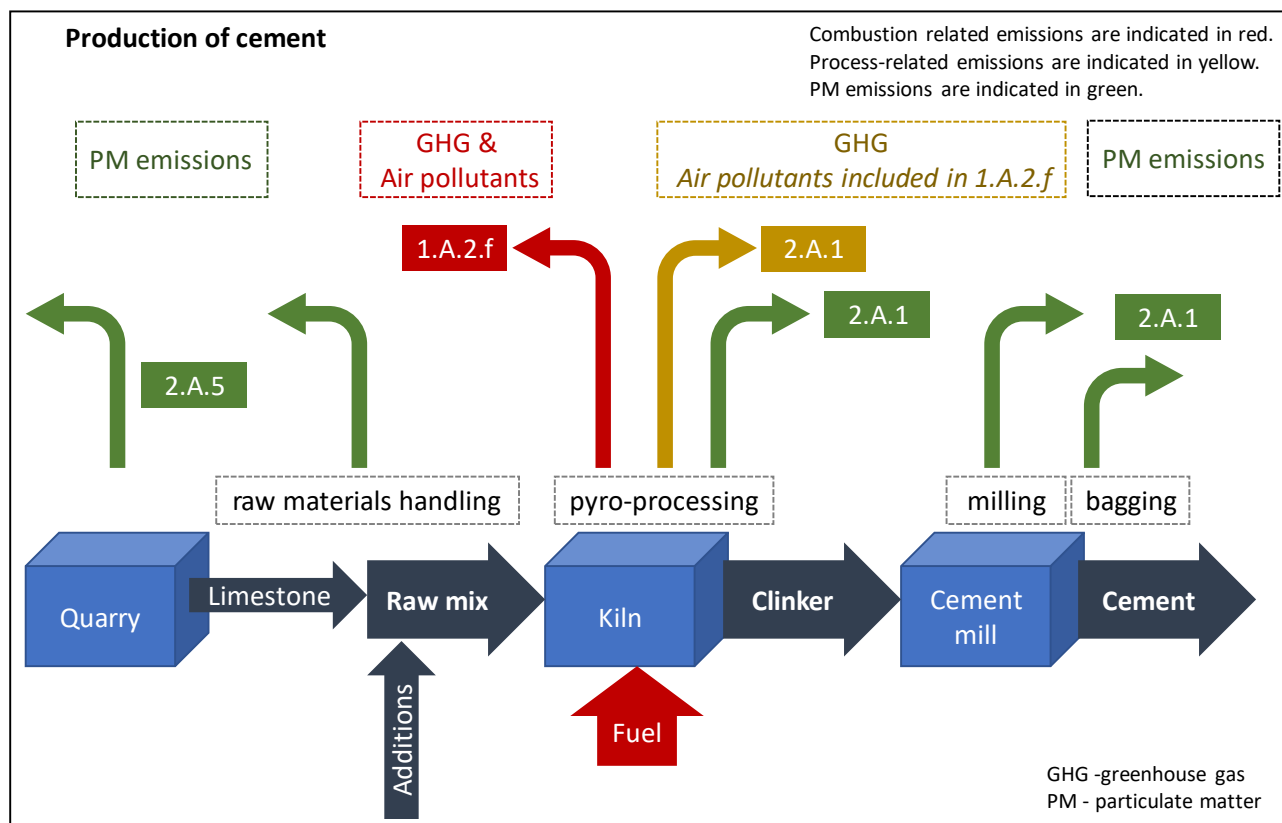 Production of cement
Combustion related emissions are indicated in red.
Process-related emissions are indicated in yellow.
PM emissions are indicated in green.
PM emissions
GHG &
Air pollutants
GHG
Air pollutants included in 1.A.2.f
PM emissions
1.A.2.f
2.A.1
2.A.1
2.A.1
2.A.5
raw materials handling
pyro-processing
milling
bagging
Quarry
Limestone
Raw mix
Kiln
Clinker
Cement
mill
Cement
Additions
Fuel
GHG -greenhouse gas
PM - particulate matter